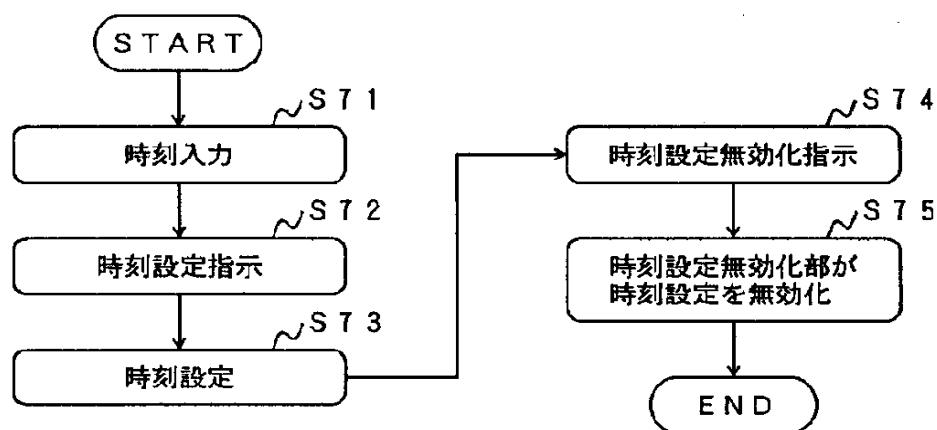 START
S71
時刻入力
S72
時刻設定指示
S73
時刻設定
S74
時刻設定無効化指示
S75
時刻設定無効化部が
時刻設定を無効化
END